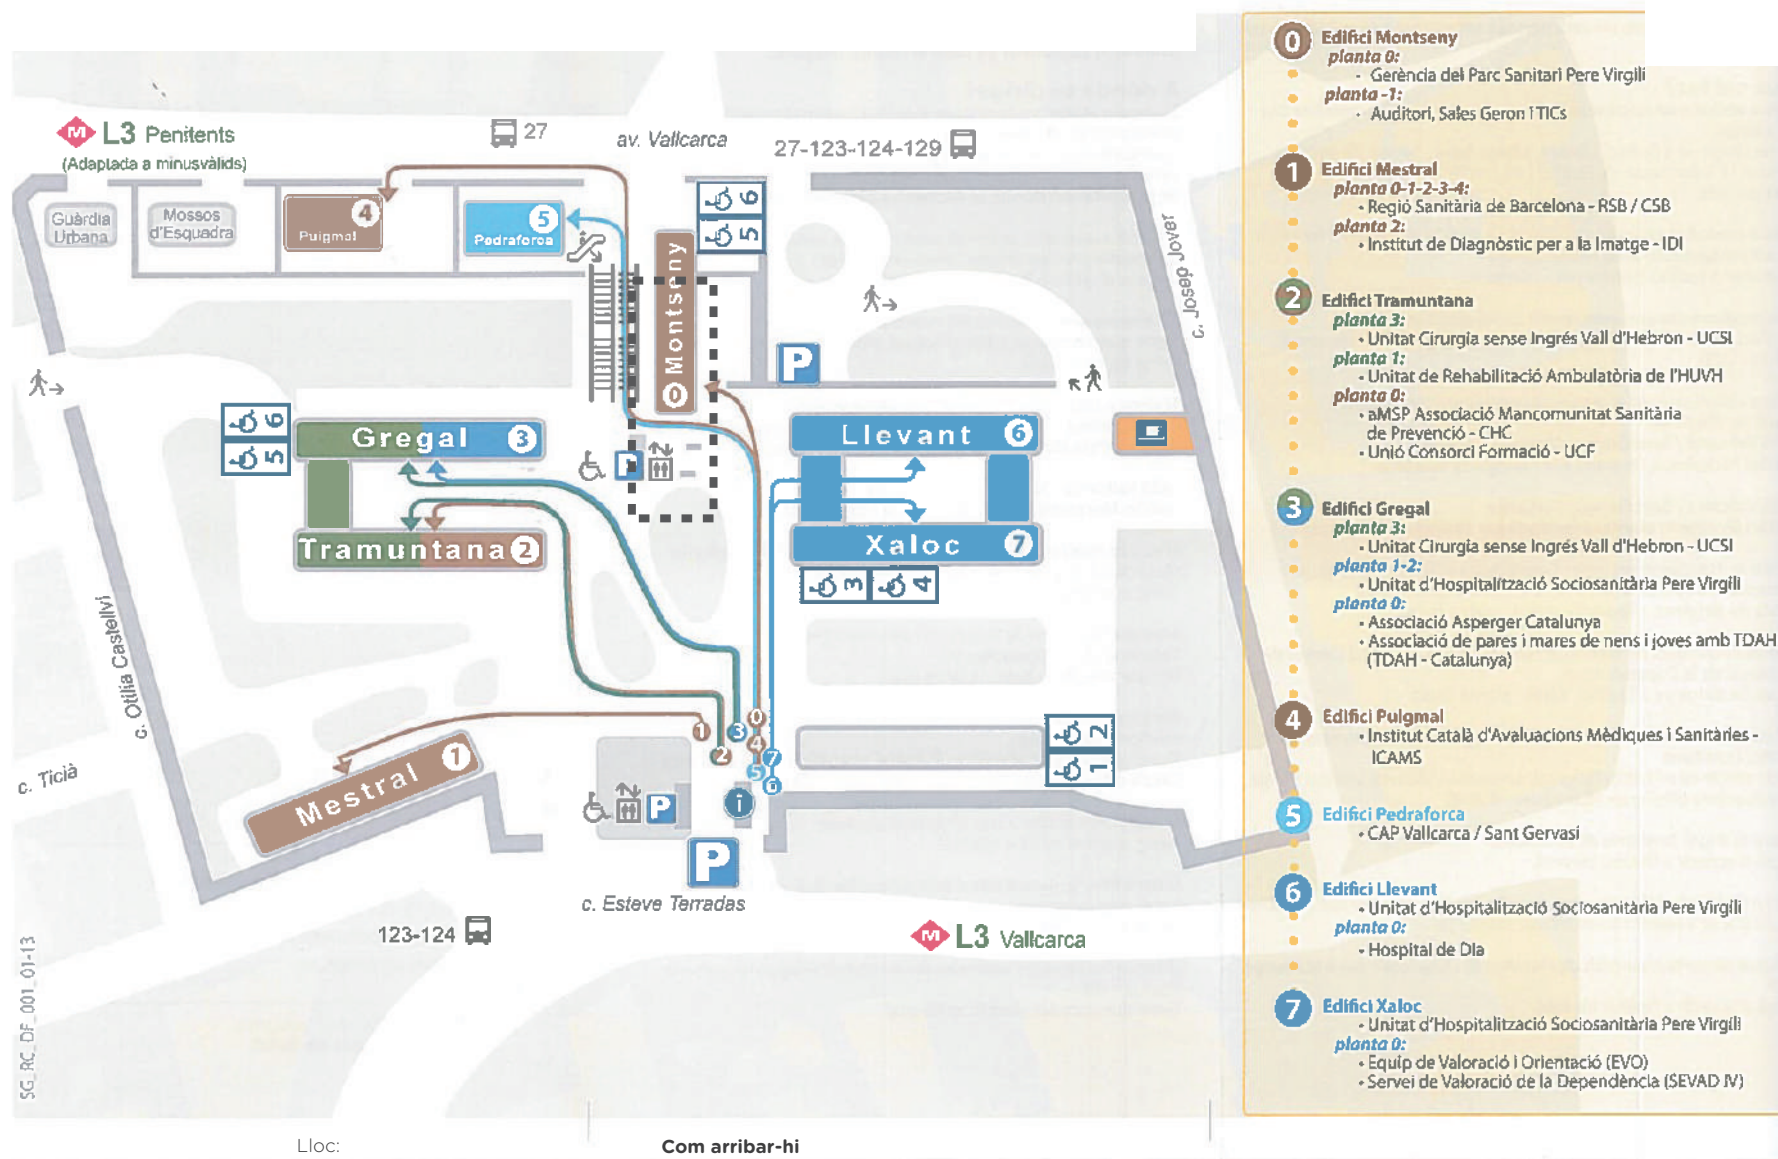 M L3 Penitents
(Adaptada a minusvàlids)
27
av. Vallcarca
27-123-124-129
Guàrdia
Urbana
Mossos
d'Esquadra
4
Puigmal
5
Pedraforca
5 6
0 Montseny
P
c. Josep Jover
5 6
Gregal 3
P
Llevant 6
Tramuntana 2
Xaloc 7
3 4
c. Otilia Castellví
c. Ticià
Mestral 1
0
1
3
4
2
7
5
6
1 2
P
i
P
c. Esteve Terradas
123-124
M L3 Vallcarca
SG_RC_DF_001_01-13
0 Edifici Montseny
planta 0:
- Gerència del Parc Sanitari Pere Virgili
planta -1:
- Auditori, Sales Geron i TICs
1 Edifici Mestral
planta 0-1-2-3-4:
• Regió Sanitària de Barcelona - RSB / CSB
planta 2:
• Institut de Diagnòstic per a la Imatge - IDI
2 Edifici Tramuntana
planta 3:
• Unitat Cirurgia sense Ingrés Vall d'Hebron - UCSI
planta 1:
• Unitat de Rehabilitació Ambulatòria de l'HUVH
planta 0:
• aMSP Associació Mancomunitat Sanitària
de Prevenció - CHC
• Unió Consorci Formació - UCF
3 Edifici Gregal
planta 3:
• Unitat Cirurgia sense Ingrés Vall d'Hebron - UCSI
planta 1-2:
• Unitat d'Hospitalització Sociosanitària Pere Virgili
planta 0:
• Associació Asperger Catalunya
• Associació de pares i mares de nens i joves amb TDAH
(TDAH - Catalunya)
4 Edifici Puigmal
• Institut Català d'Avaluacions Mèdiques i Sanitàries -
ICAMS
5 Edifici Pedraforca
• CAP Vallcarca / Sant Gervasi
6 Edifici Llevant
• Unitat d'Hospitalització Sociosanitària Pere Virgili
planta 0:
• Hospital de Dia
7 Edifici Xaloc
• Unitat d'Hospitalització Sociosanitària Pere Virgili
planta 0:
• Equip de Valoració i Orientació (EVO)
• Servei de Valoració de la Dependència (SEVAD IV)
Lloc:
Com arribar-hi